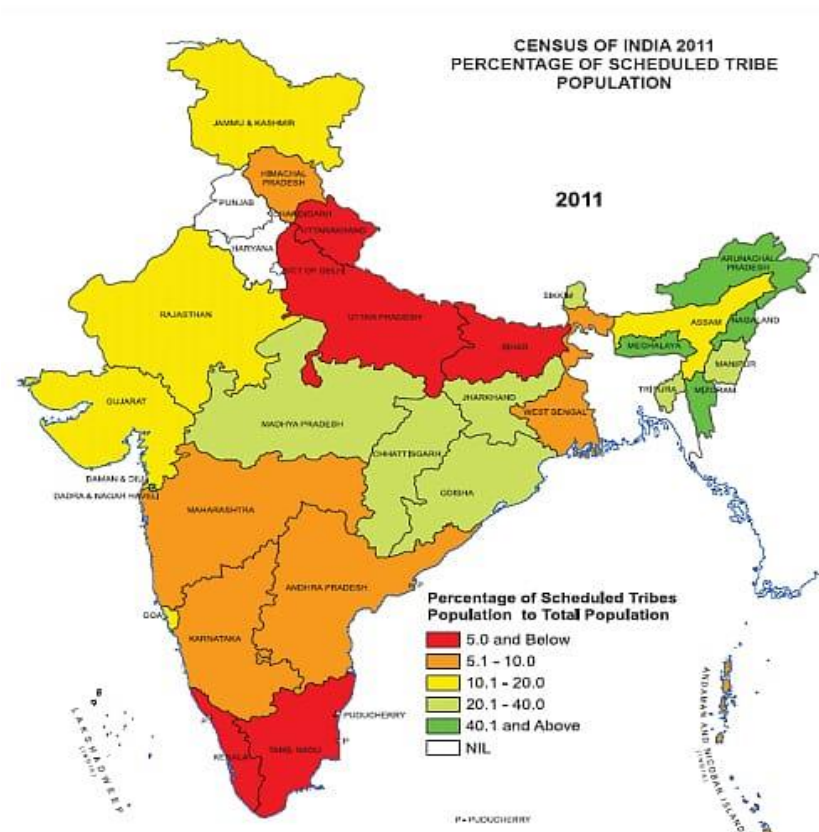 CENSUS OF INDIA 2011
PERCENTAGE OF SCHEDULED TRIBE
POPULATION
2011
JAMMU & KASHMIR
HIMACHAL
PRADESH
PUNJAB
CHANDIGARH
UTTARAKHAND
HARYANA
NCT OF DELHI
RAJASTHAN
UTTAR PRADESH
BIHAR
SIKKIM
ARUNACHAL
PRADESH
ASSAM
NAGALAND
MEGHALAYA
MANIPUR
TRIPURA
MIZORAM
GUJARAT
MADHYA PRADESH
JHARKHAND
WEST BENGAL
CHHATTISGARH
ODISHA
DAMAN & DIU
DADRA & NAGAR HAVELI
MAHARASHTRA
ANDHRA PRADESH
GOA
KARNATAKA
Percentage of Scheduled Tribes
Population to Total Population
5.0 and Below
5.1 - 10.0
10.1 - 20.0
20.1 - 40.0
40.1 and Above
NIL
PUDUCHERRY
P
KERALA
TAMIL NADU
LAKSHADWEEP
(INDIA)
ANDAMAN AND NICOBAR ISLAND
(INDIA)
P = PUDUCHERRY